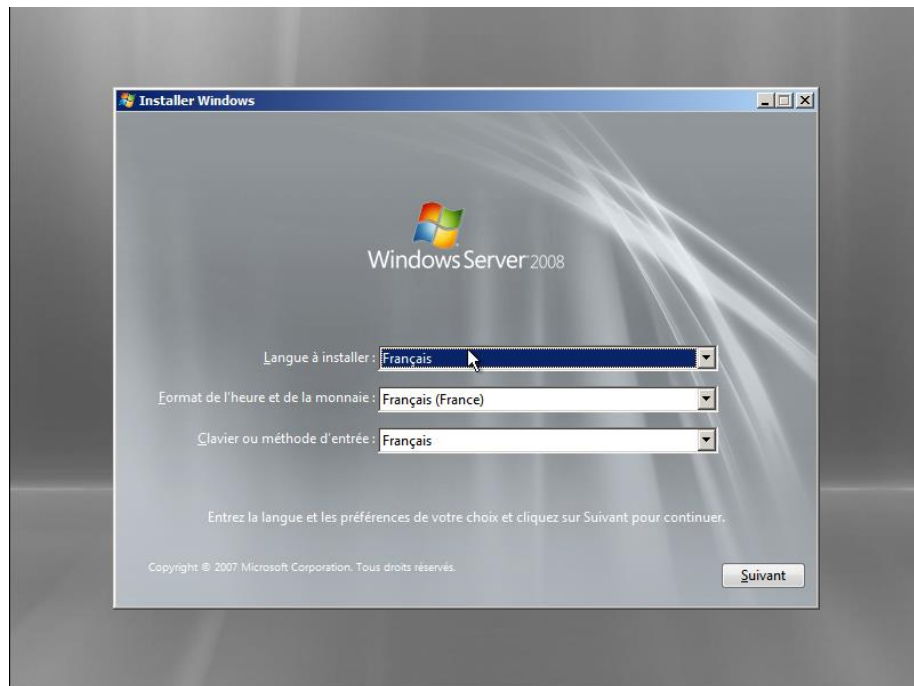 Installer Windows
Windows Server 2008
Langue à installer : Français
Format de l'heure et de la monnaie : Français (France)
Clavier ou méthode d'entrée : Français
Entrez la langue et les préférences de votre choix et cliquez sur Suivant pour continuer.
Copyright © 2007 Microsoft Corporation. Tous droits réservés.
Suivant